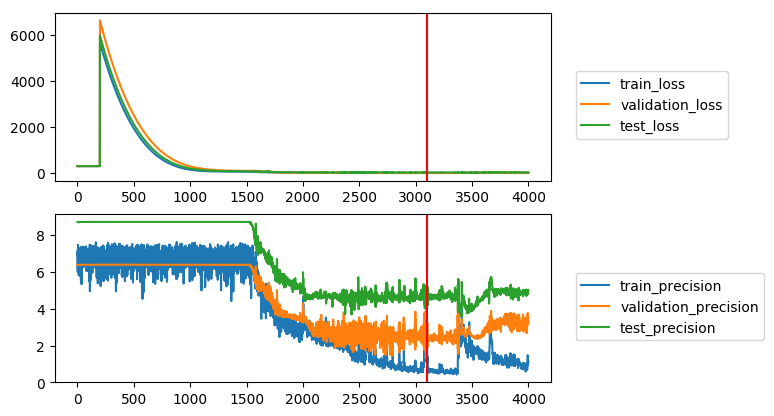 6000
4000
2000
0
0 500 1000 1500 2000 2500 3000 3500 4000
train_loss
validation_loss
test_loss
8
6
4
2
0
0 500 1000 1500 2000 2500 3000 3500 4000
train_precision
validation_precision
test_precision